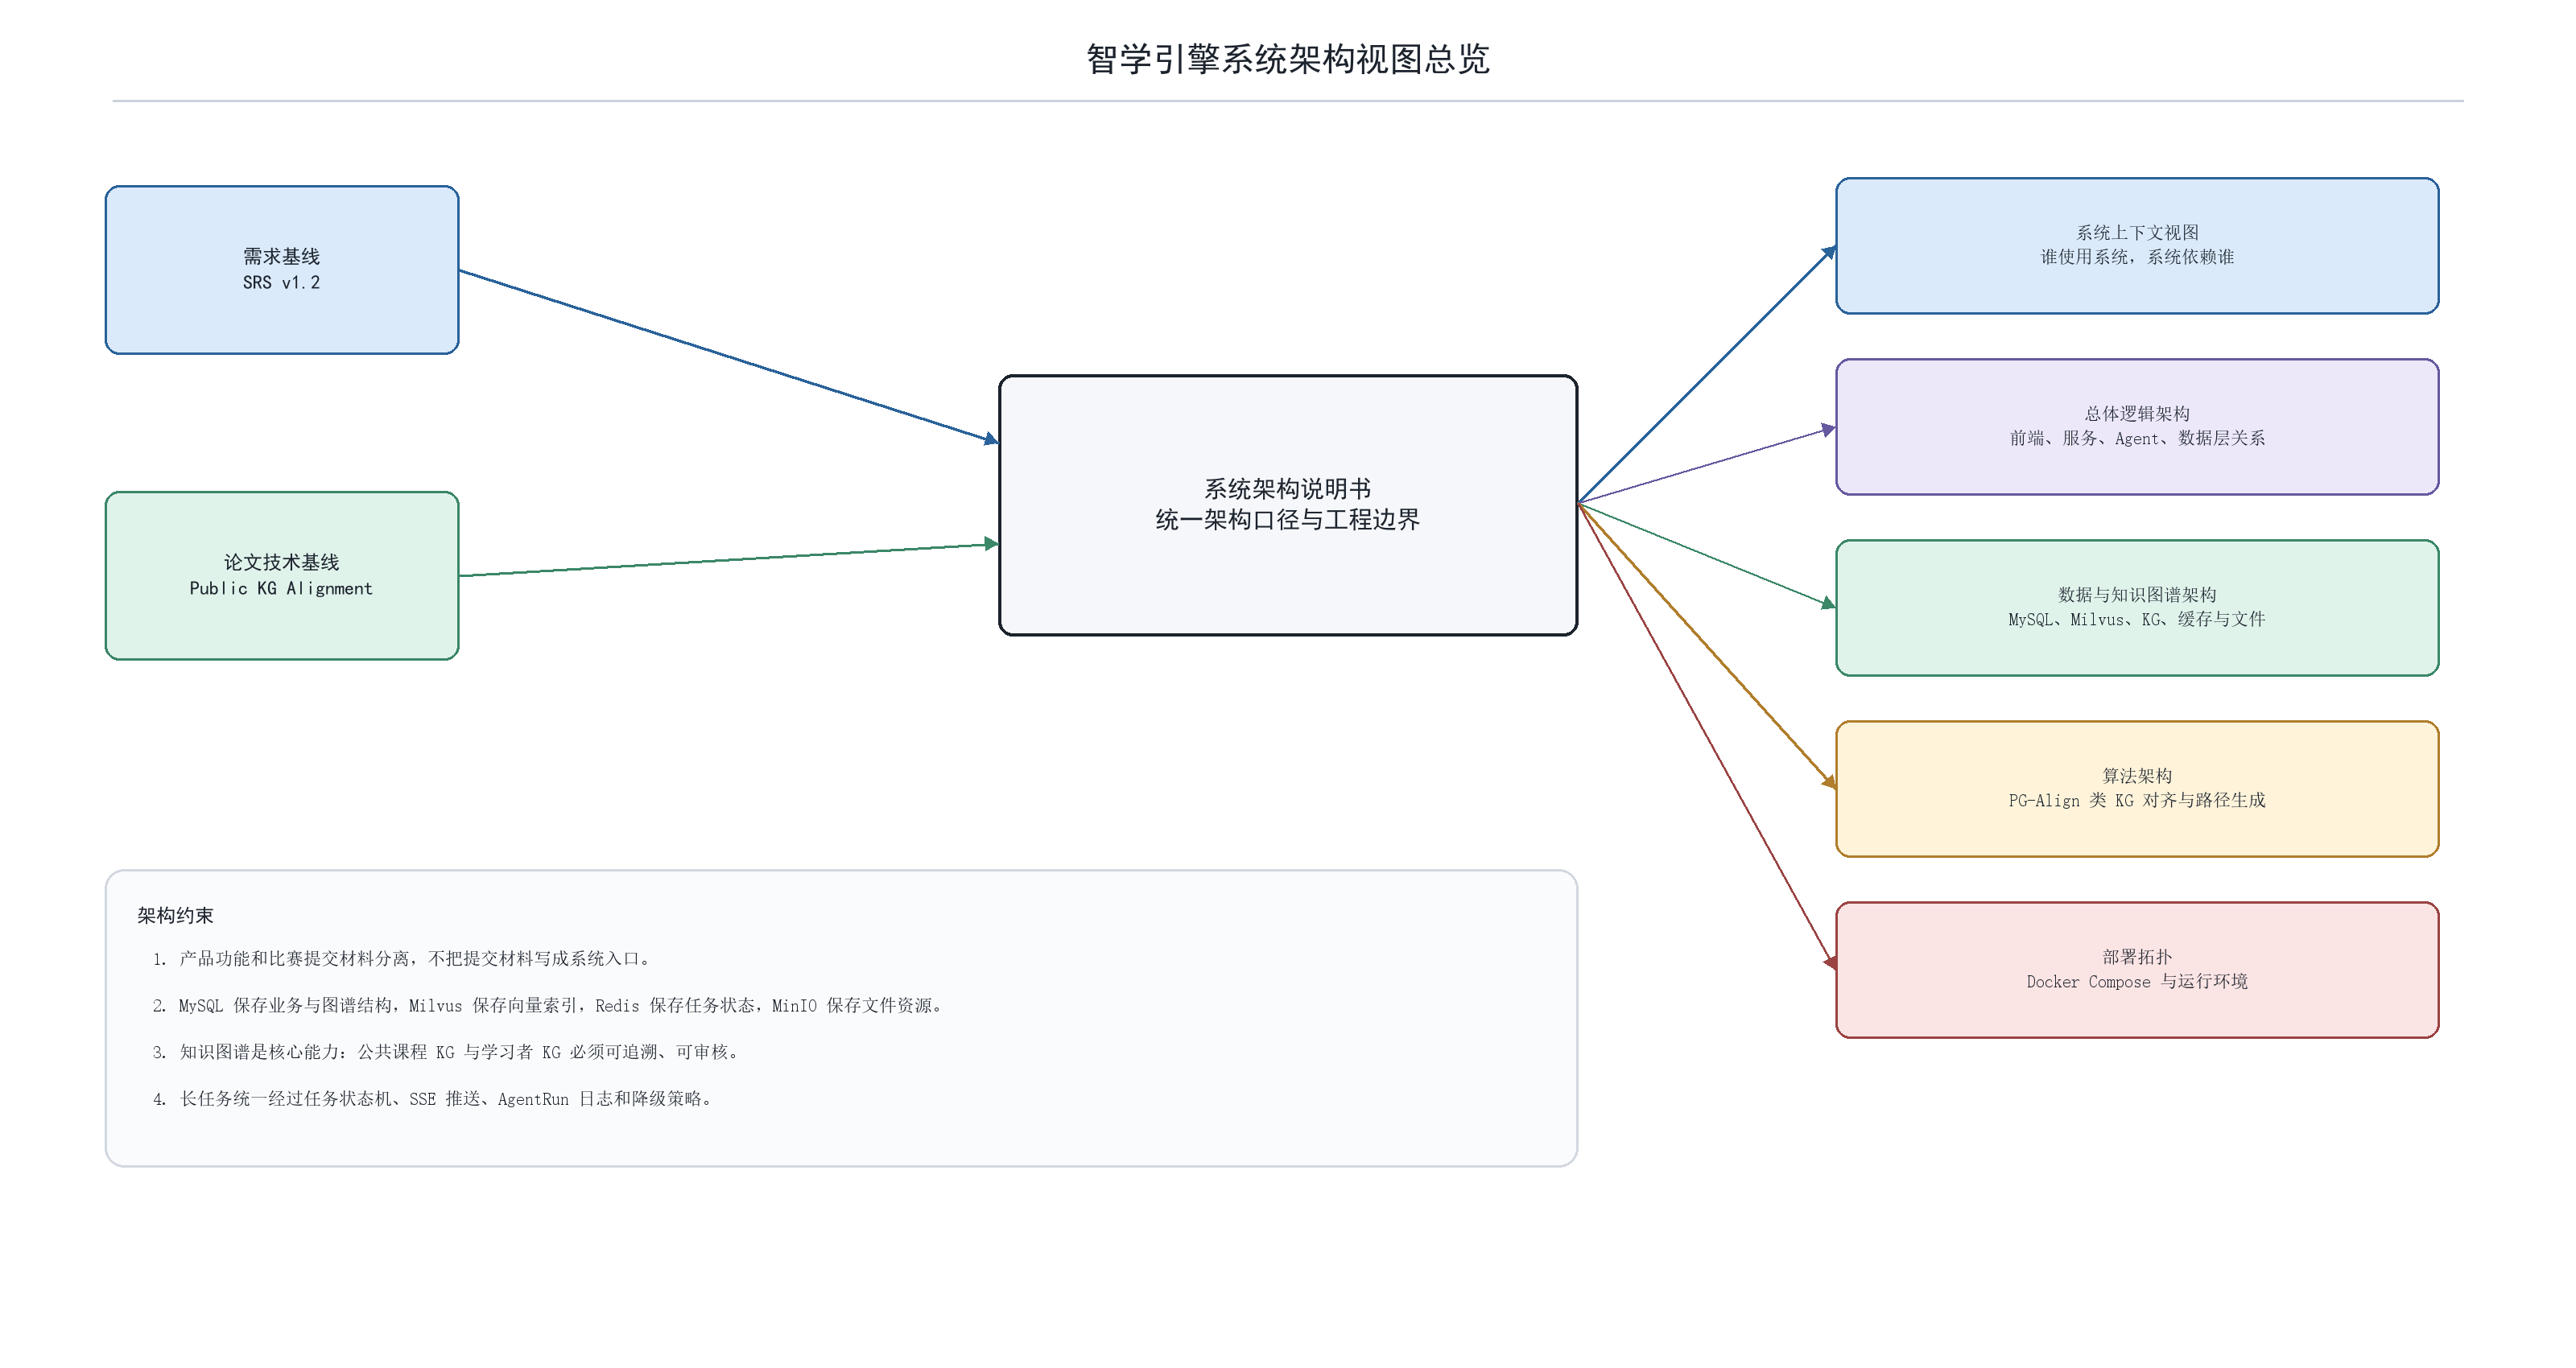 智学引擎系统架构视图总览
需求基线
SRS v1.2
论文技术基线
Public KG Alignment
系统架构说明书
统一架构口径与工程边界
系统上下文视图
谁使用系统，系统依赖谁
总体逻辑架构
前端、服务、Agent、数据层关系
数据与知识图谱架构
MySQL、Milvus、KG、缓存与文件
算法架构
PG-Align 类 KG 对齐与路径生成
部署拓扑
Docker Compose 与运行环境
架构约束
1. 产品功能和比赛提交材料分离，不把提交材料写成系统入口。
2. MySQL 保存业务与图谱结构，Milvus 保存向量索引，Redis 保存任务状态，MinIO 保存文件资源。
3. 知识图谱是核心能力：公共课程 KG 与学习者 KG 必须可追溯、可审核。
4. 长任务统一经过任务状态机、SSE 推送、AgentRun 日志和降级策略。